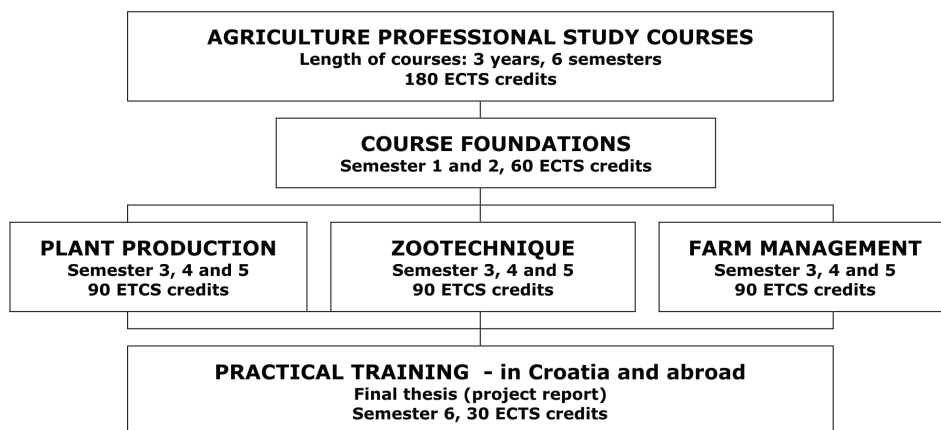 AGRICULTURE PROFESSIONAL STUDY COURSES
Length of courses: 3 years, 6 semesters
180 ECTS credits
COURSE FOUNDATIONS
Semester 1 and 2, 60 ECTS credits
PLANT PRODUCTION
Semester 3, 4 and 5
90 ETCS credits
ZOOTECHNIQUE
Semester 3, 4 and 5
90 ETCS credits
FARM MANAGEMENT
Semester 3, 4 and 5
90 ETCS credits
PRACTICAL TRAINING - in Croatia and abroad
Final thesis (project report)
Semester 6, 30 ECTS credits